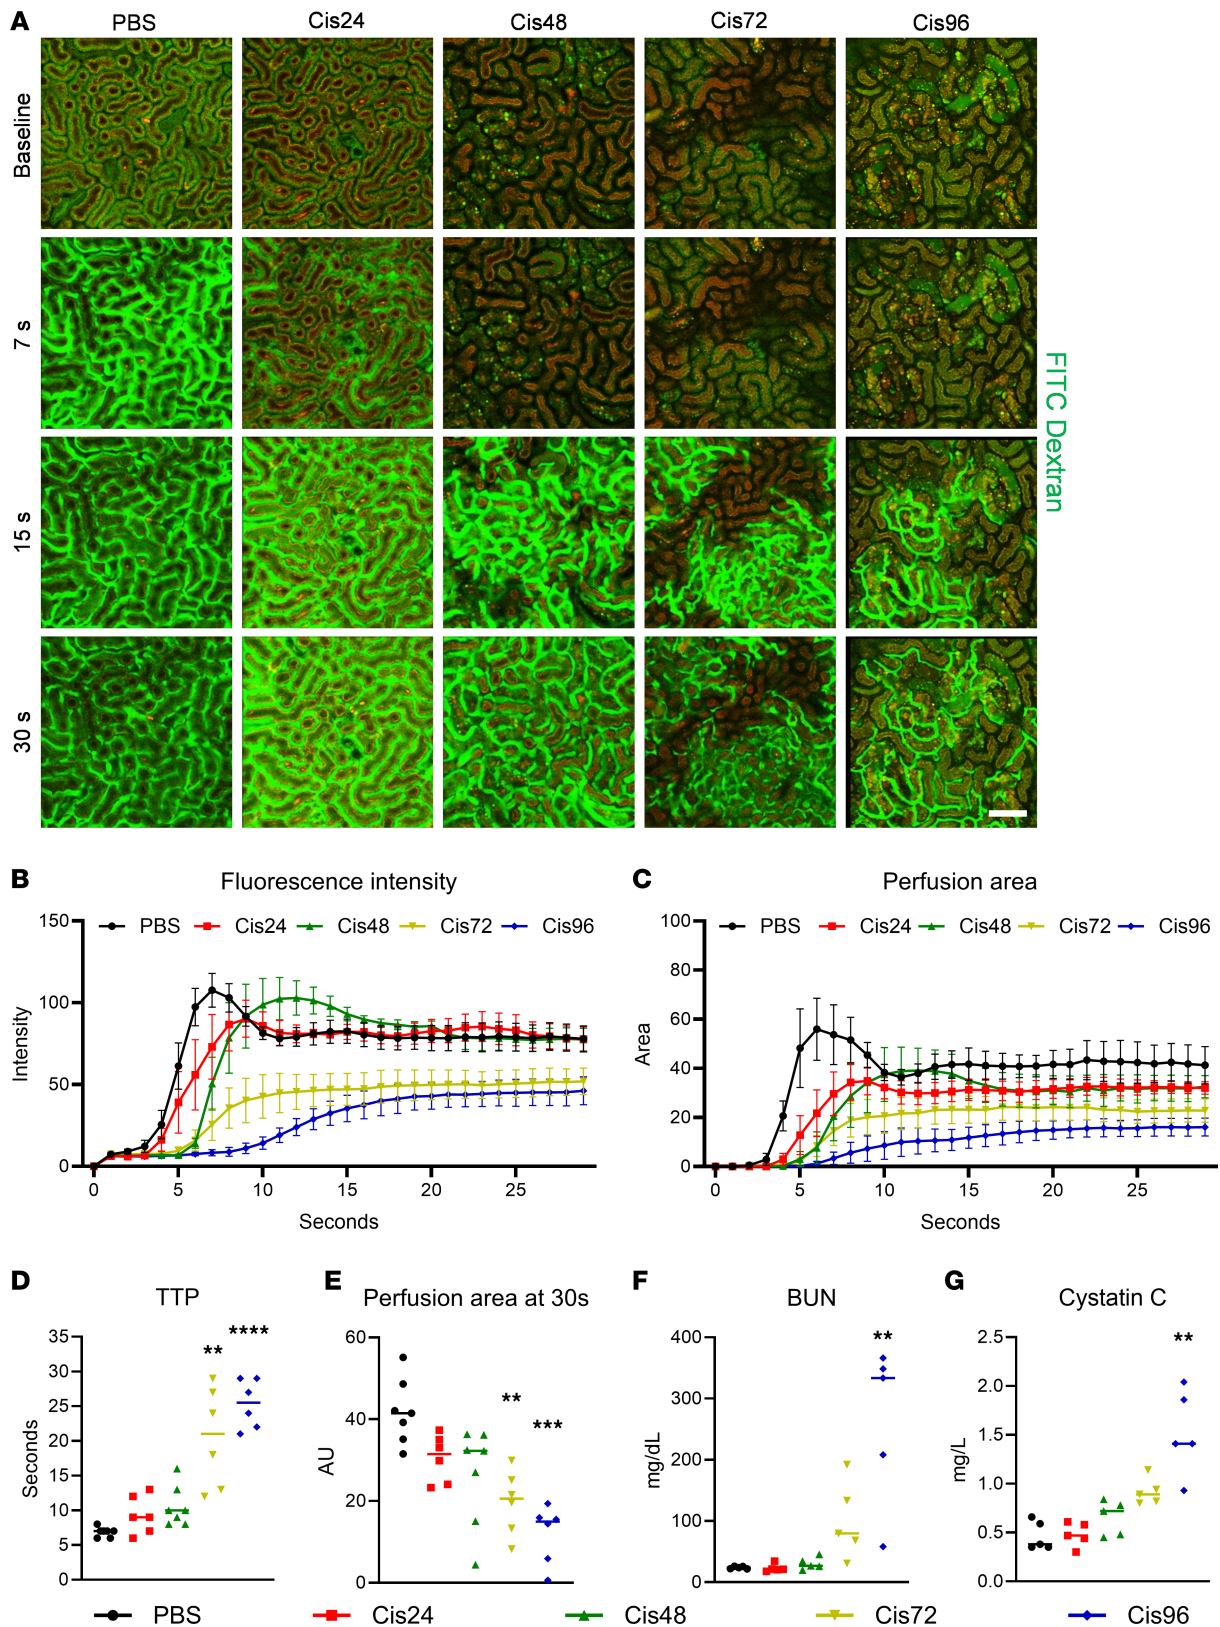 A
PBS Cis24 Cis48 Cis72 Cis96
Baseline
7 s
15 s
30 s
FITC Dextran
B
Fluorescence intensity
PBS Cis24 Cis48 Cis72 Cis96
Intensity
150
100
50
0
0 5 10 15 20 25
Seconds
C
Perfusion area
PBS Cis24 Cis48 Cis72 Cis96
Area
100
80
60
40
20
0
0 5 10 15 20 25
Seconds
D
TTP
Seconds
35
30
25
20
15
10
5
0
**
****
E
Perfusion area at 30s
AU
60
40
20
0
**
***
F
BUN
mg/dL
400
300
200
100
0
**
G
Cystatin C
mg/L
2.5
2.0
1.5
1.0
0.5
0.0
**
PBS Cis24 Cis48 Cis72 Cis96